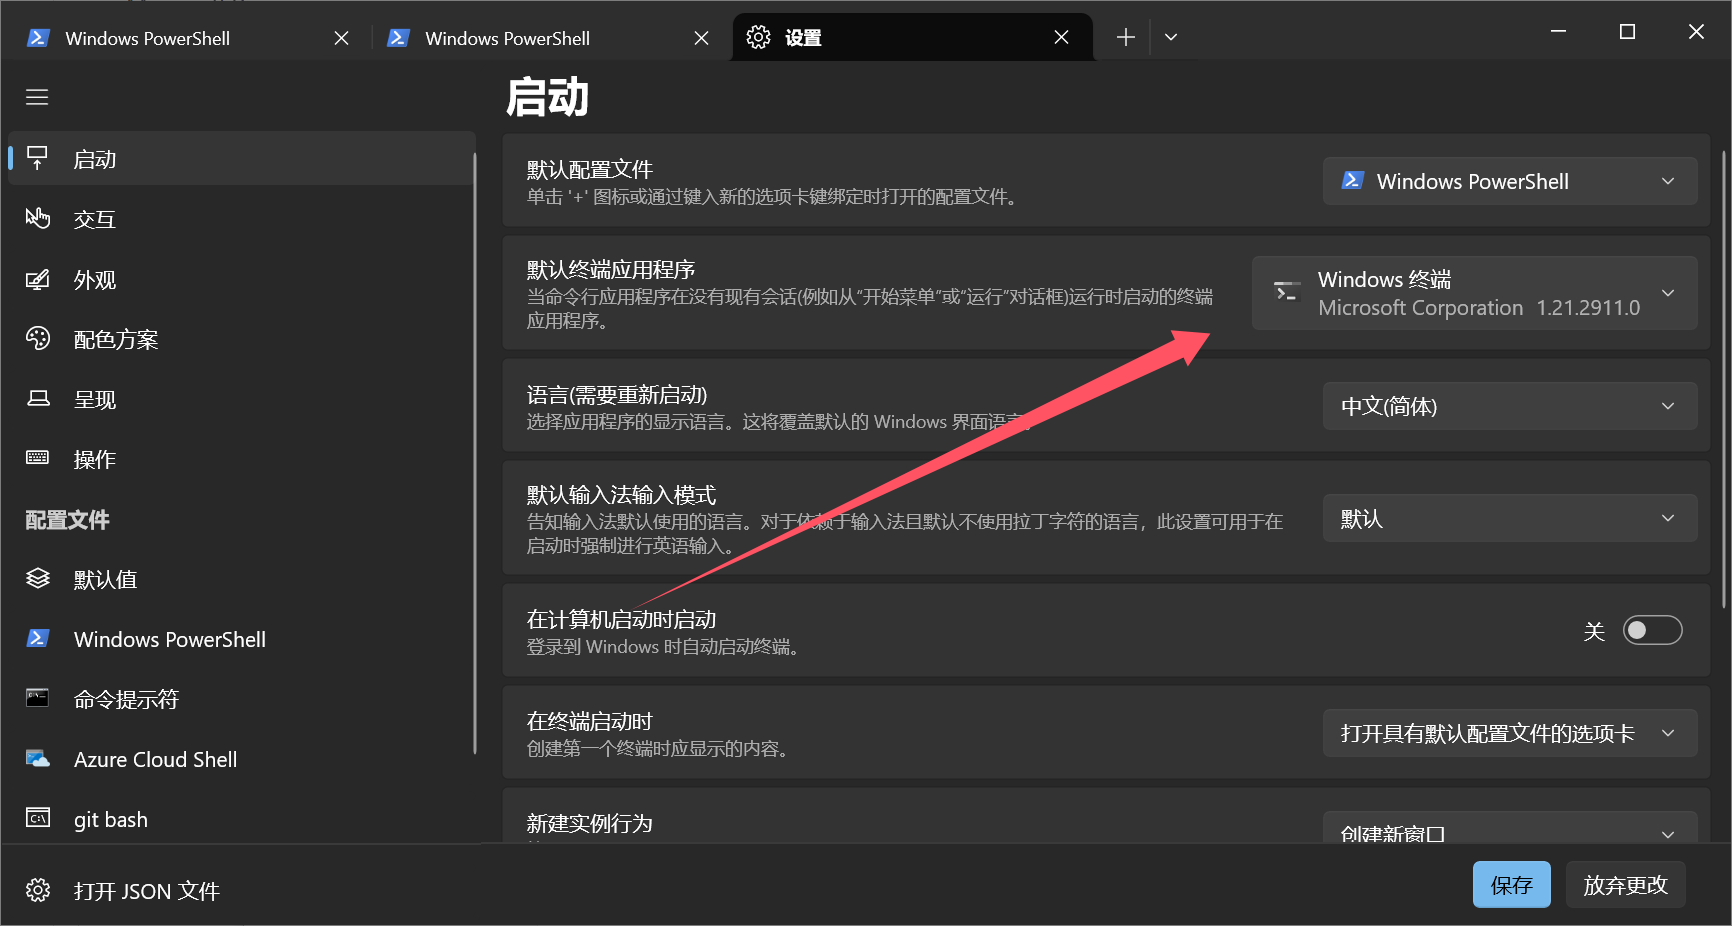 Windows PowerShell
Windows PowerShell
设置
启动
交互
外观
配色方案
呈现
操作
配置文件
默认值
Windows PowerShell
命令提示符
Azure Cloud Shell
git bash
打开 JSON 文件
启动
默认配置文件
单击 '+' 图标或通过键入新的选项卡键绑定时打开的配置文件。
Windows PowerShell
默认终端应用程序
当命令行应用程序在没有现有会话(例如从“开始菜单”或“运行”对话框)运行时启动的终端
应用程序。
Windows 终端
Microsoft Corporation 1.21.2911.0
语言(需要重新启动)
选择应用程序的显示语言。这将覆盖默认的 Windows 界面语言。
中文(简体)
默认输入法输入模式
告知输入法默认使用的语言。对于依赖于输入法且默认不使用拉丁字符的语言，此设置可用于在
启动时强制进行英语输入。
默认
在计算机启动时启动
登录到 Windows 时自动启动终端。
关
在终端启动时
创建第一个终端时应显示的内容。
打开具有默认配置文件的选项卡
新建实例行为
创建新窗口
保存
放弃更改